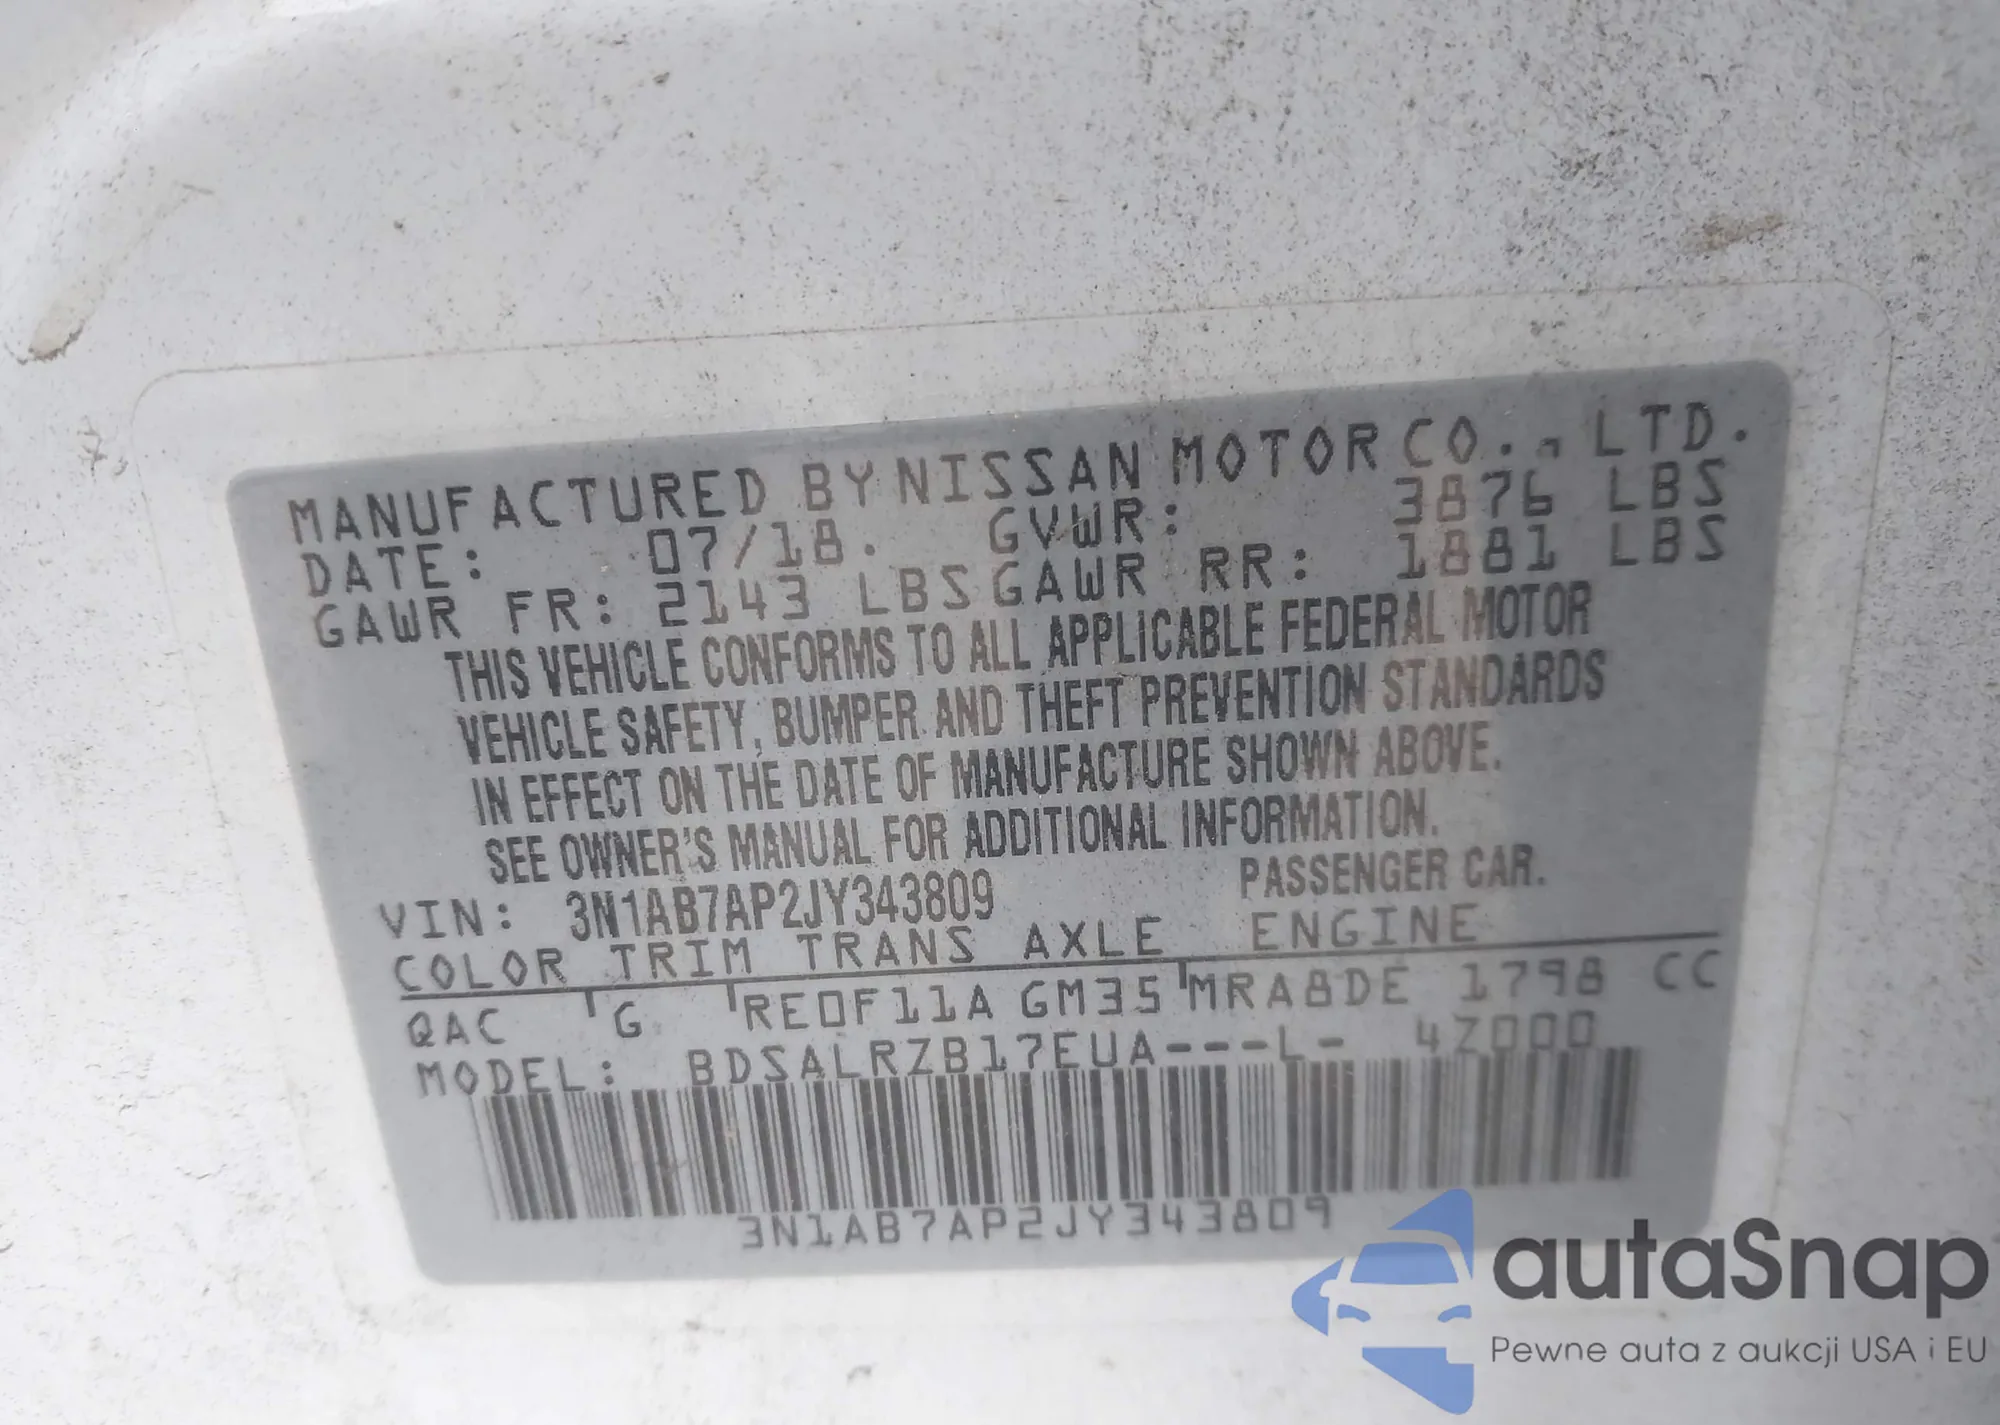 MANUFACTURED BY NISSAN MOTOR CO., LTD.
DATE: 07/18. GVWR: 3876 LBS
GAWR FR: 2143 LBS GAWR RR: 1881 LBS
THIS VEHICLE CONFORMS TO ALL APPLICABLE FEDERAL MOTOR
VEHICLE SAFETY, BUMPER AND THEFT PREVENTION STANDARDS
IN EFFECT ON THE DATE OF MANUFACTURE SHOWN ABOVE.
SEE OWNER'S MANUAL FOR ADDITIONAL INFORMATION.
VIN: 3N1AB7AP2JY343809 PASSENGER CAR.
COLOR TRIM TRANS AXLE ENGINE
QAC G RE0F11A GM35 MRA8DE 1798 CC
MODEL: BDSALRZB17EUA---L- 4Z000
3N1AB7AP2JY343809
autaSnap
Pewne auta z aukcji USA i EU